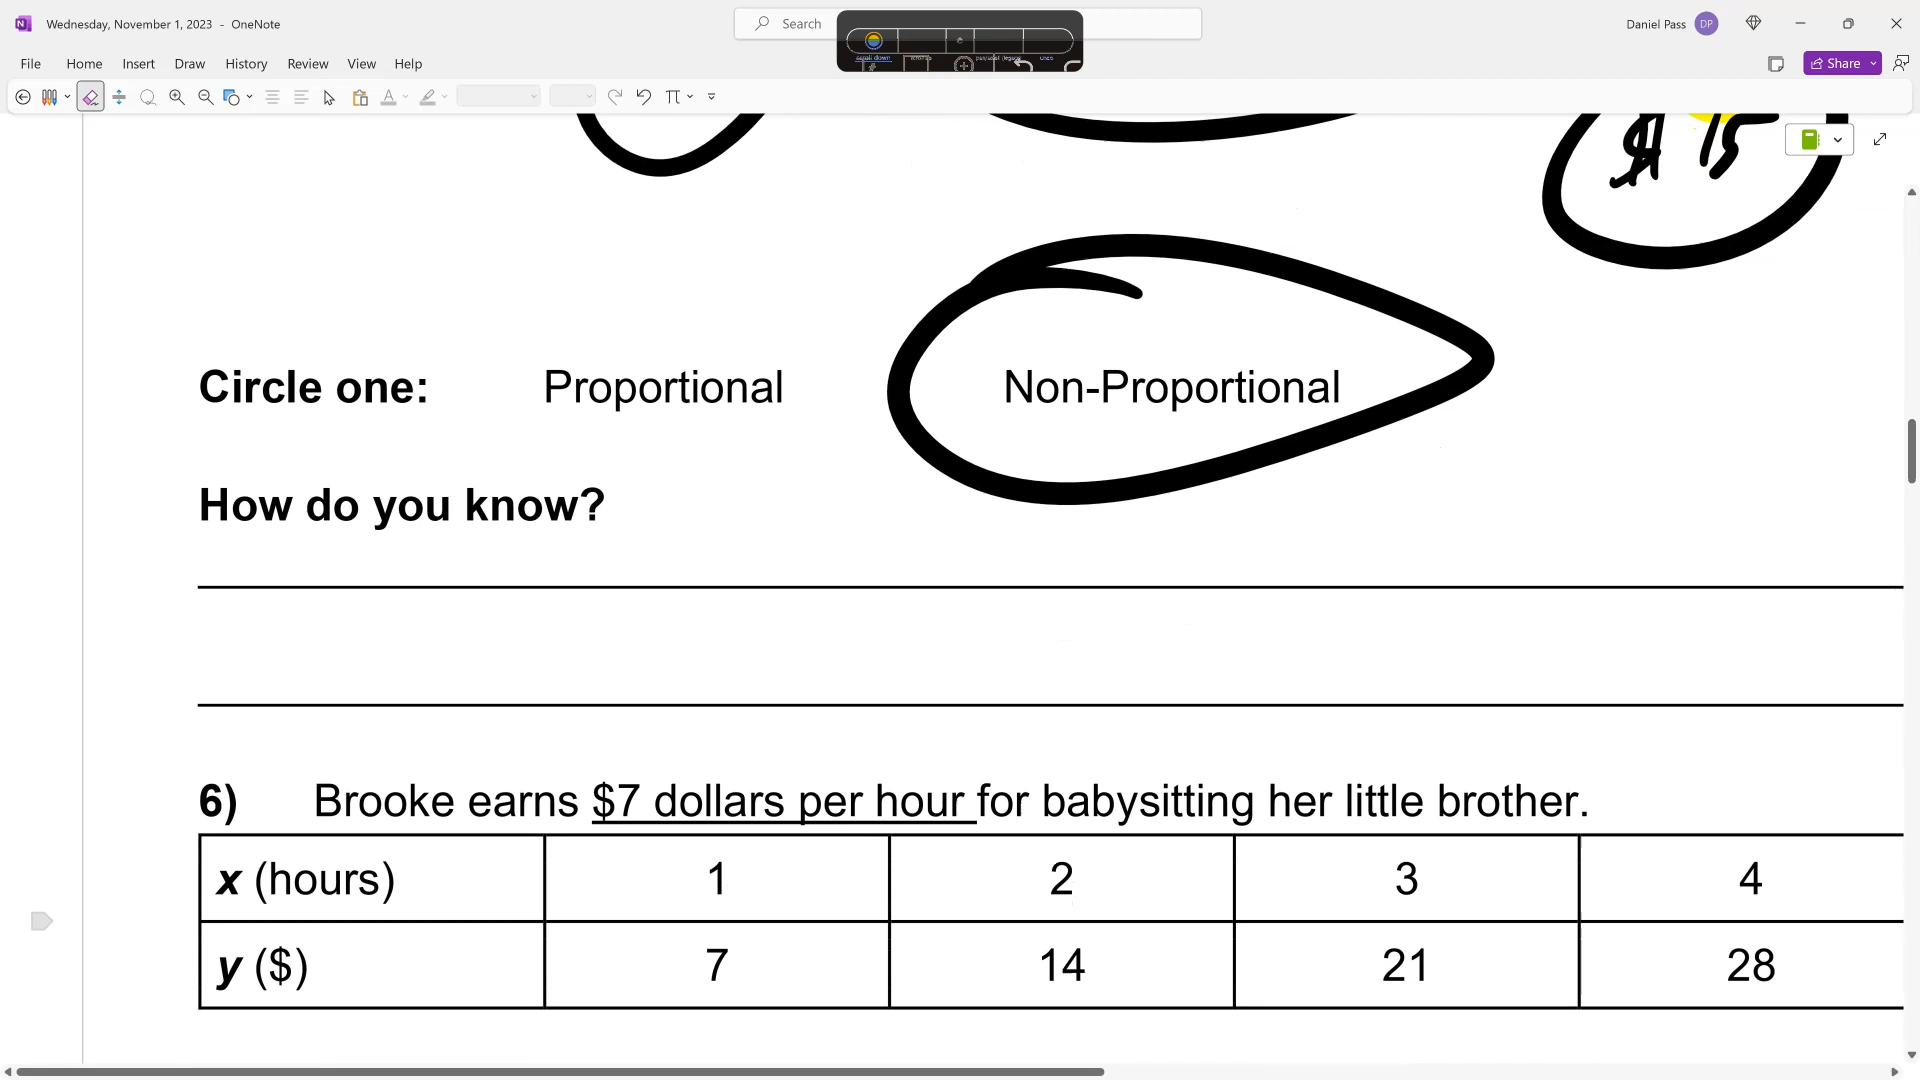 Wednesday, November 1, 2023 - OneNote
Search
Daniel Pass DP
File Home Insert Draw History Review View Help
Share
$ 15
Circle one: Proportional Non-Proportional
How do you know?
6) Brooke earns $7 dollars per hour for babysitting her little brother.
x (hours) 1 2 3 4
y ($) 7 14 21 28